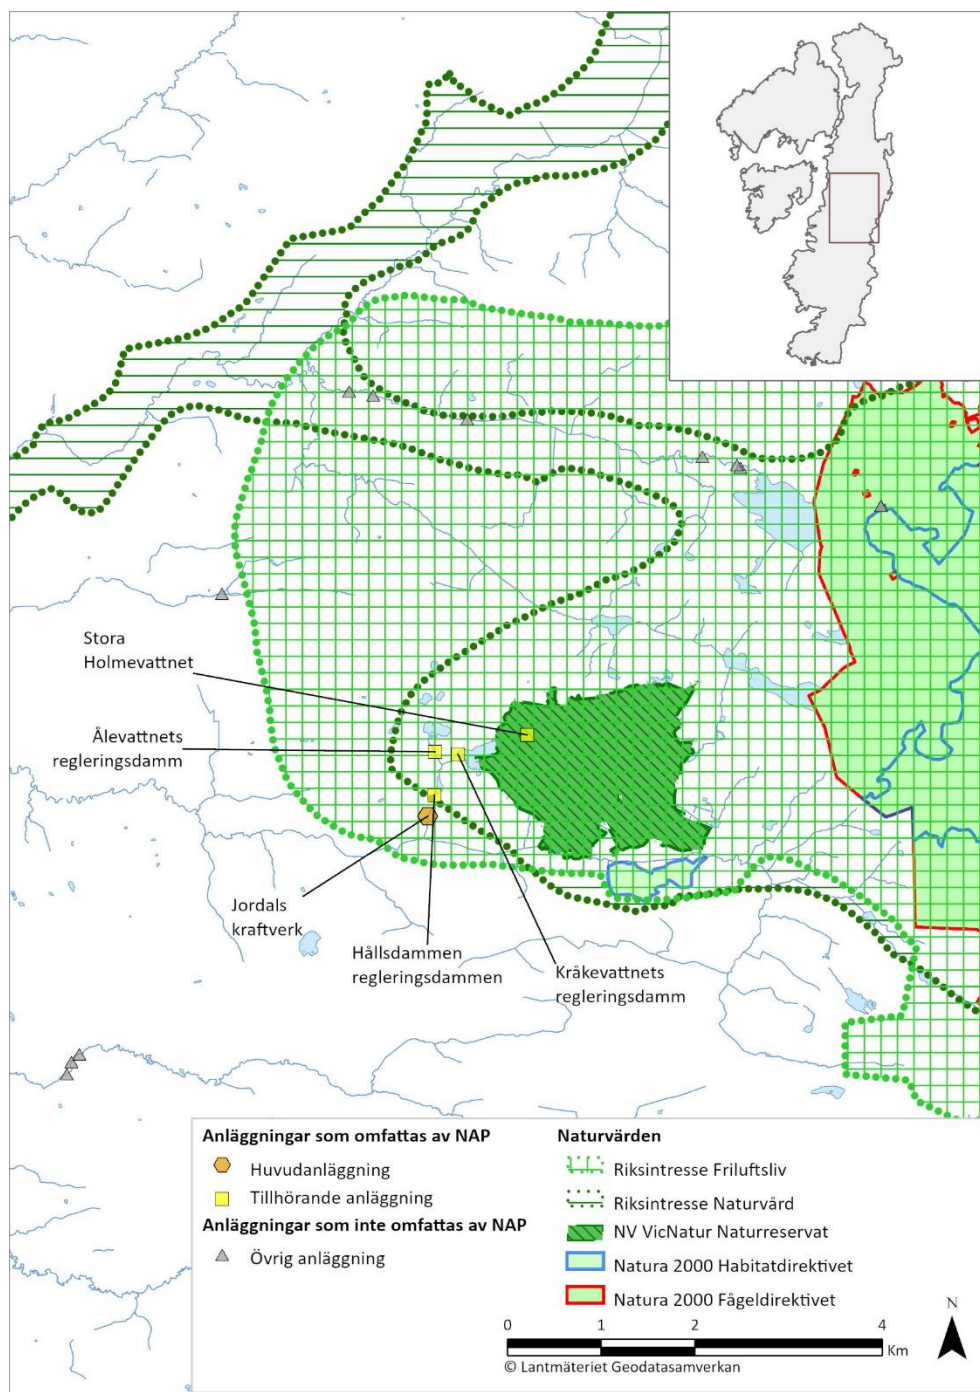 Stora
Holmevattnet
Ålevattnets
regleringsdamm
Jordals
kraftverk
Hållsdammen
regleringsdammen
Kråkevattnets
regleringsdamm
Anläggningar som omfattas av NAP
Huvudanläggning
Tillhörande anläggning
Anläggningar som inte omfattas av NAP
Övrig anläggning
Naturvärden
Riksintresse Friluftsliv
Riksintresse Naturvård
NV VicNatur Naturreservat
Natura 2000 Habitatdirektivet
Natura 2000 Fågeldirektivet
0 1 2 4
Km
N
© Lantmäteriet Geodatasamverkan